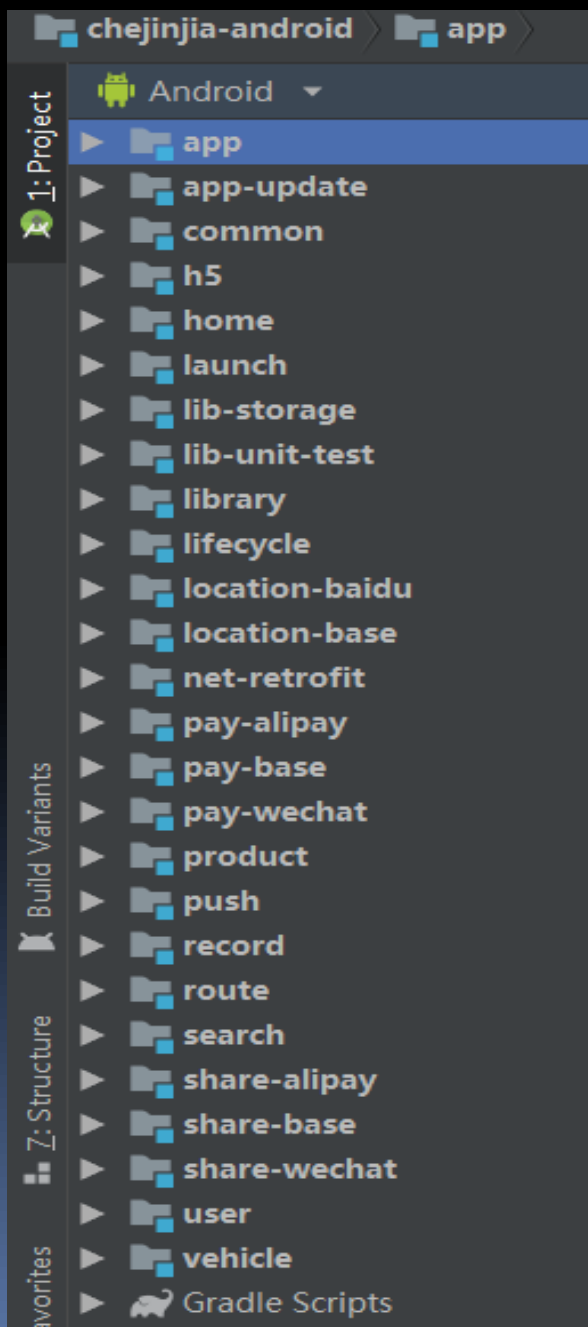 chejinjia-android app
Android
app
app-update
common
h5
home
launch
lib-storage
lib-unit-test
library
lifecycle
location-baidu
location-base
net-retrofit
pay-alipay
pay-base
pay-wechat
product
push
record
route
search
share-alipay
share-base
share-wechat
user
vehicle
Gradle Scripts
1: Project
Build Variants
7: Structure
avorites